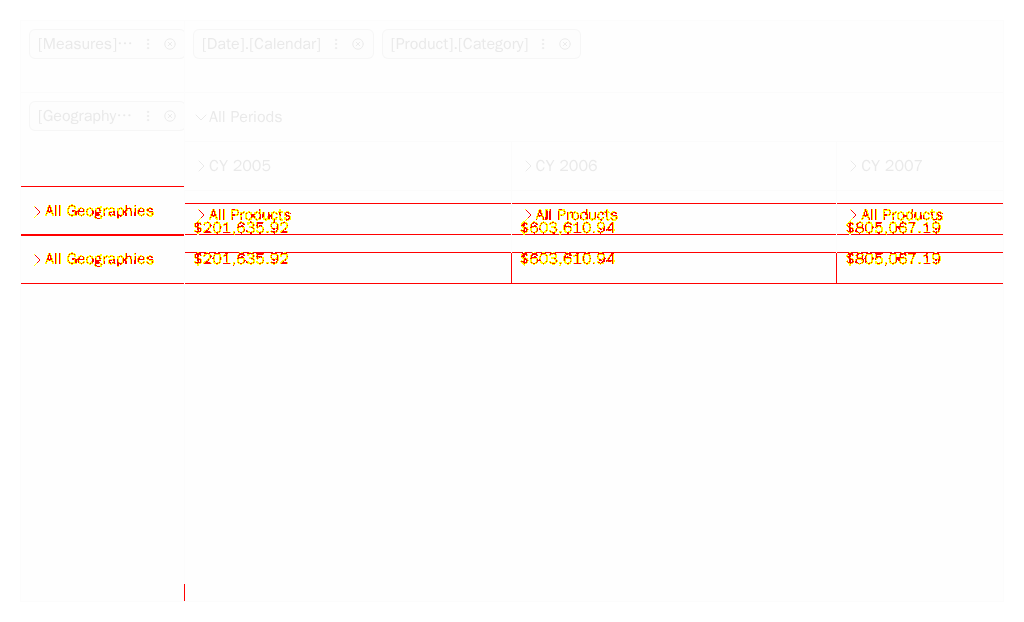 [Measures]··· [Date].[Calendar] [Product].[Category]
[Geography··· All Periods
CY 2005 CY 2006 CY 2007
All Geographies All Products All Products All Products
$201,635.92 $603,610.94 $805,067.19
All Geographies $201,635.92 $603,610.94 $805,067.19